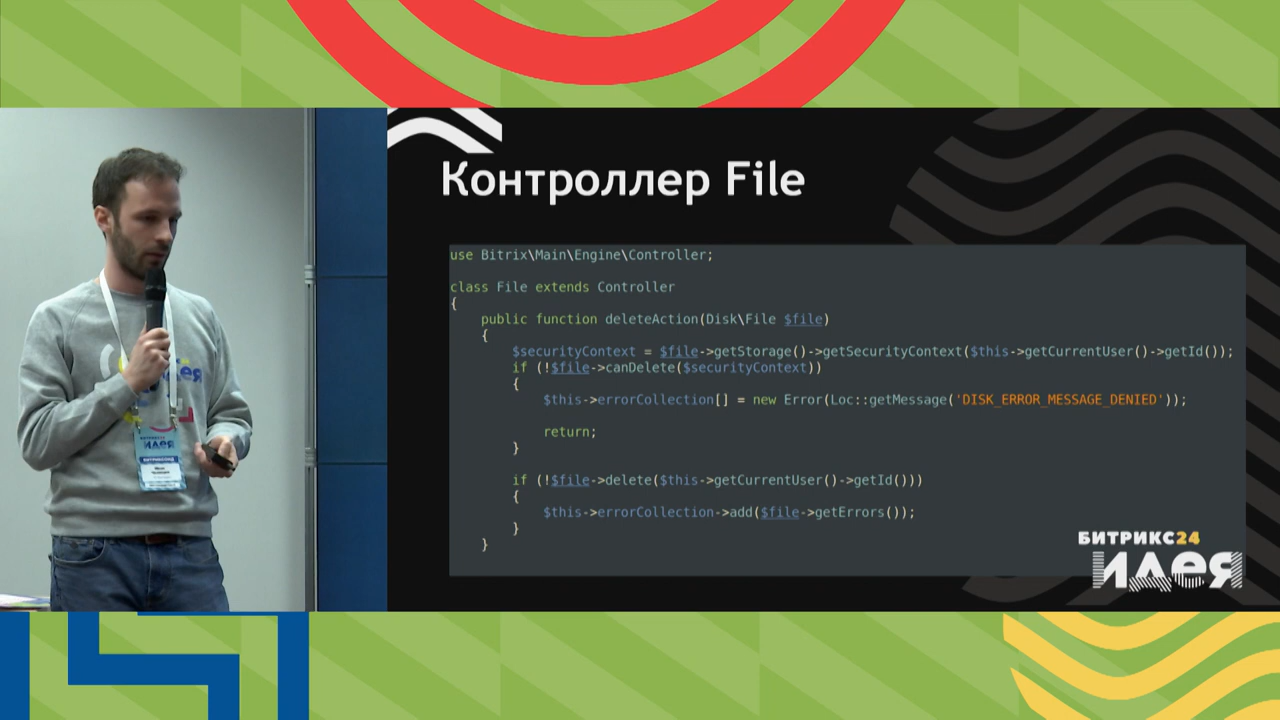 Контроллер File
use Bitrix\Main\Engine\Controller;
class File extends Controller
{
public function deleteAction(Disk\File $file)
{
$securityContext = $file->getStorage()->getSecurityContext($this->getCurrentUser()->getId());
if (!$file->canDelete($securityContext))
{
$this->errorCollection[] = new Error(Loc::getMessage('DISK_ERROR_MESSAGE_DENIED'));
return;
}
if (!$file->delete($this->getCurrentUser()->getId()))
{
$this->errorCollection->add($file->getErrors());
}
}
БИТРИКС24
ИДЕЯ
БИТРИКС24
ИДЕЯ